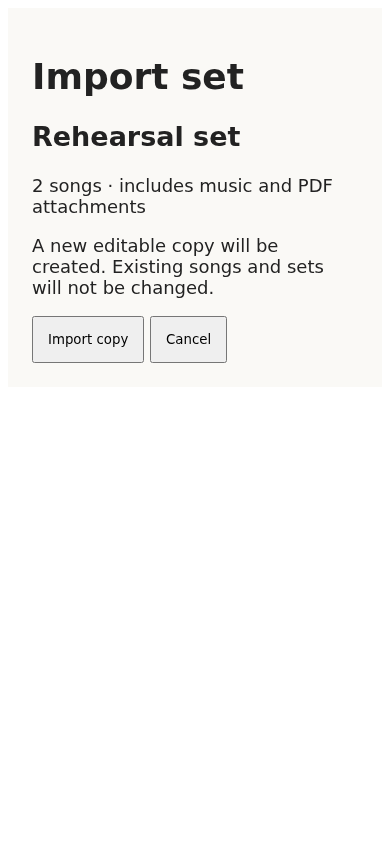 Import set
Rehearsal set
2 songs · includes music and PDF
attachments
A new editable copy will be
created. Existing songs and sets
will not be changed.
Import copy Cancel